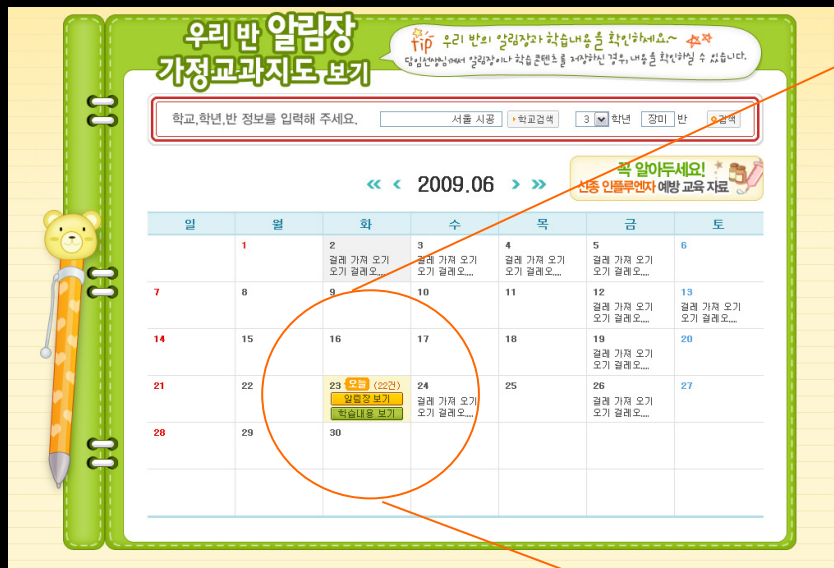 우리 반 알림장
가정교과지도 보기
tip 우리 반의 알림장과 학습내용을 확인하세요~
담임선생님께서 알림장이나 학습콘텐츠를 저장하신 경우, 내용을 확인하실 수 있습니다.
학교,학년,반 정보를 입력해 주세요. 서울 시공 학교검색 3 학년 장미 반 검색
꼭 알아두세요!
신종 인플루엔자 예방 교육 자료
« < 2009.06 > »
일 월 화 수 목 금 토
1 2 3 4 5 6
걸레 가져 오기 걸레 가져 오기 걸레 가져 오기 걸레 가져 오기
오기 걸레오.... 오기 걸레오.... 오기 걸레오.... 오기 걸레오....
7 8 9 10 11 12 13
걸레 가져 오기 걸레 가져 오기
오기 걸레오.... 오기 걸레오....
14 15 16 17 18 19 20
걸레 가져 오기
오기 걸레오....
21 22 23 오늘 (22건) 24 25 26 27
알림장 보기 걸레 가져 오기 걸레 가져 오기
학습내용 보기 오기 걸레오.... 오기 걸레오....
28 29 30